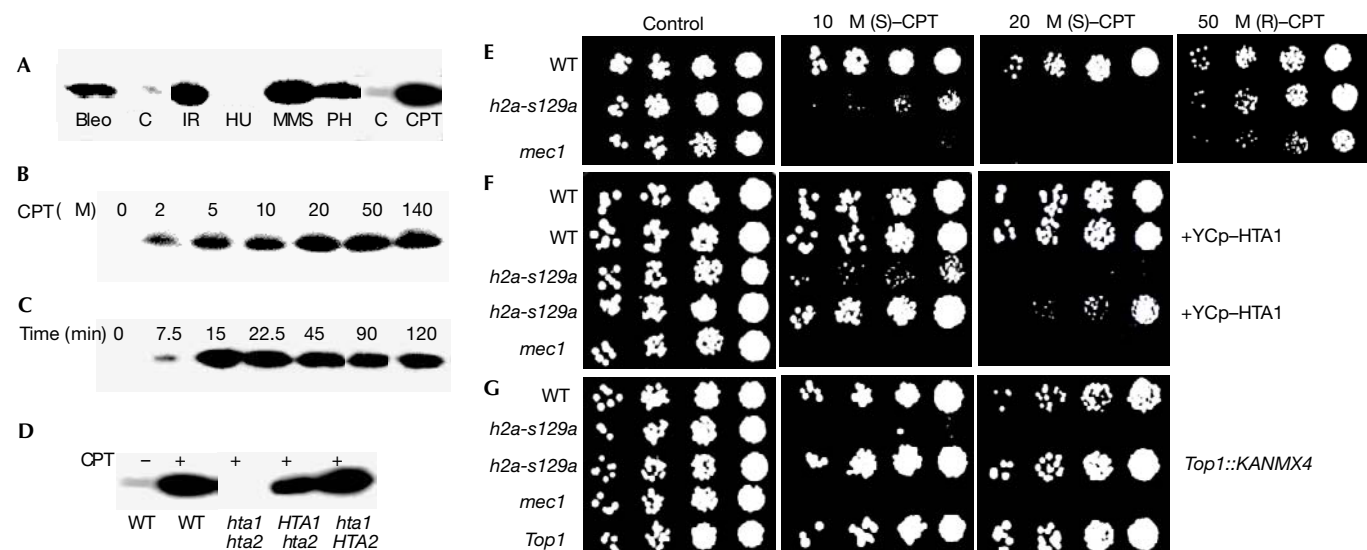 A
Bleo C IR HU MMS PH C CPT
B
CPT( M) 0 2 5 10 20 50 140
C
Time (min) 0 7.5 15 22.5 45 90 120
D
CPT – + + + +
WT WT hta1 HTA1 hta1
hta2 hta2 HTA2
Control 10 M (S)–CPT 20 M (S)–CPT 50 M (R)–CPT
E
WT
h2a-s129a
mec1
F
WT
WT +YCp–HTA1
h2a-s129a
h2a-s129a +YCp–HTA1
mec1
G
WT
h2a-s129a
h2a-s129a Top1::KANMX4
mec1
Top1